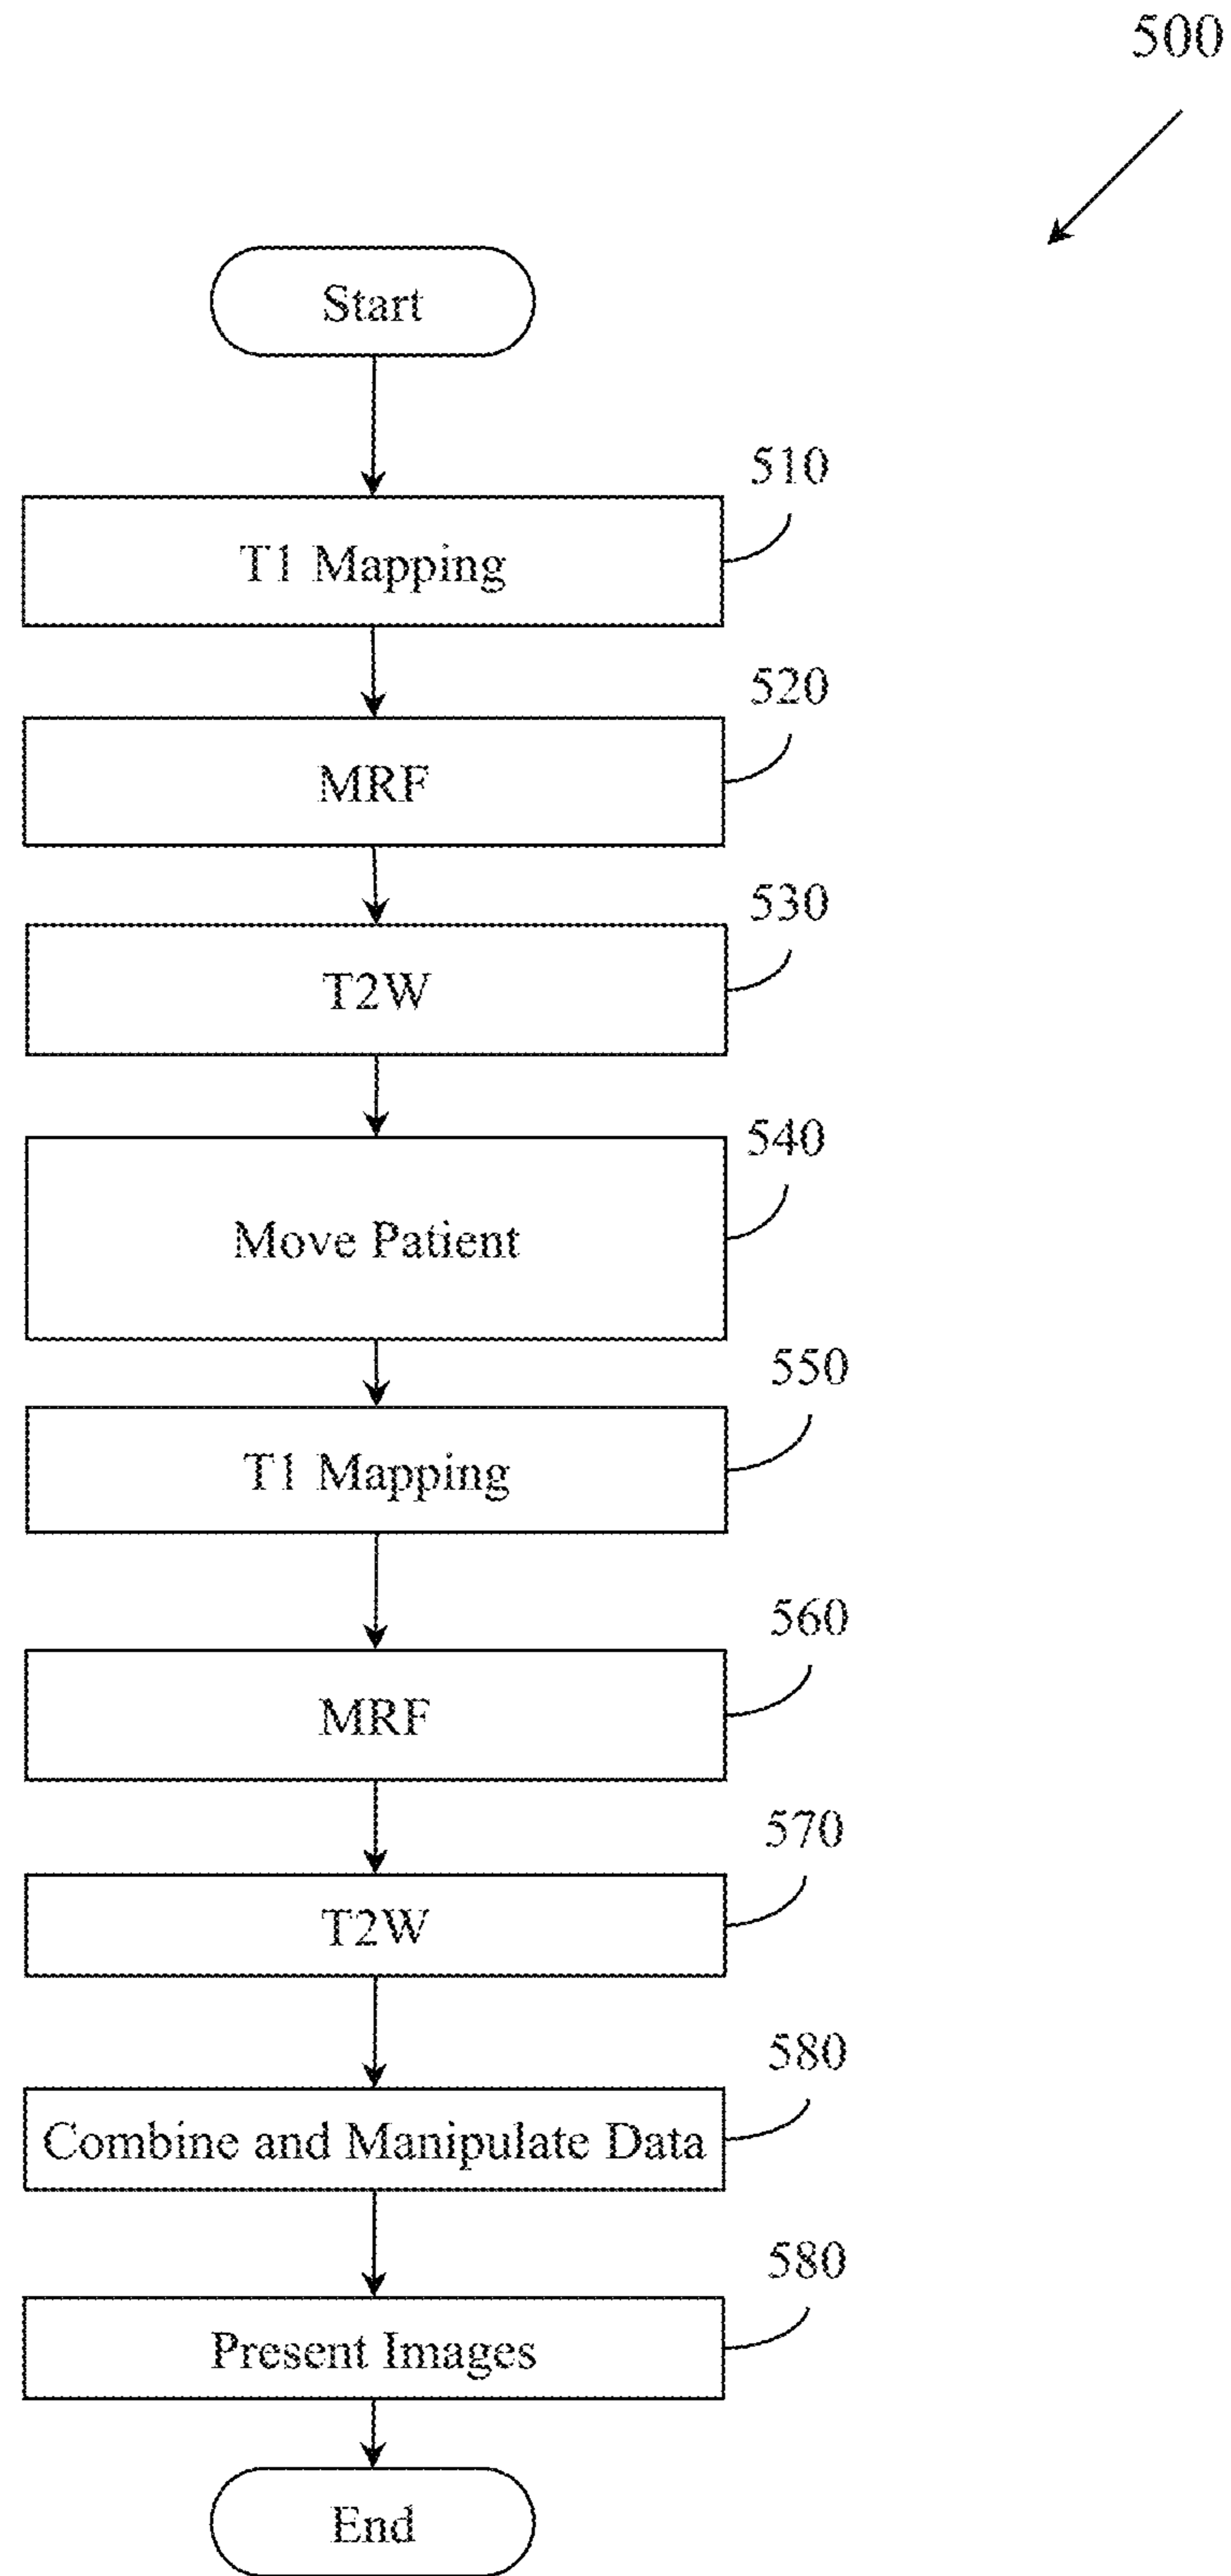 500
Start
510
T1 Mapping
520
MRF
530
T2W
540
Move Patient
550
T1 Mapping
560
MRF
570
T2W
580
Combine and Manipulate Data
580
Present Images
End